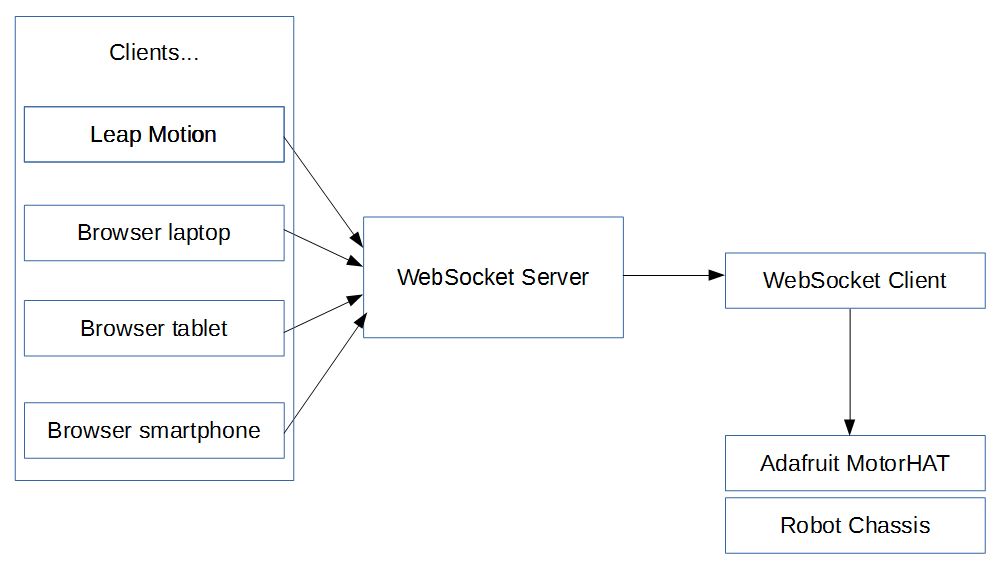 Clients...
Leap Motion
Browser laptop
Browser tablet
Browser smartphone
WebSocket Server
WebSocket Client
Adafruit MotorHAT
Robot Chassis